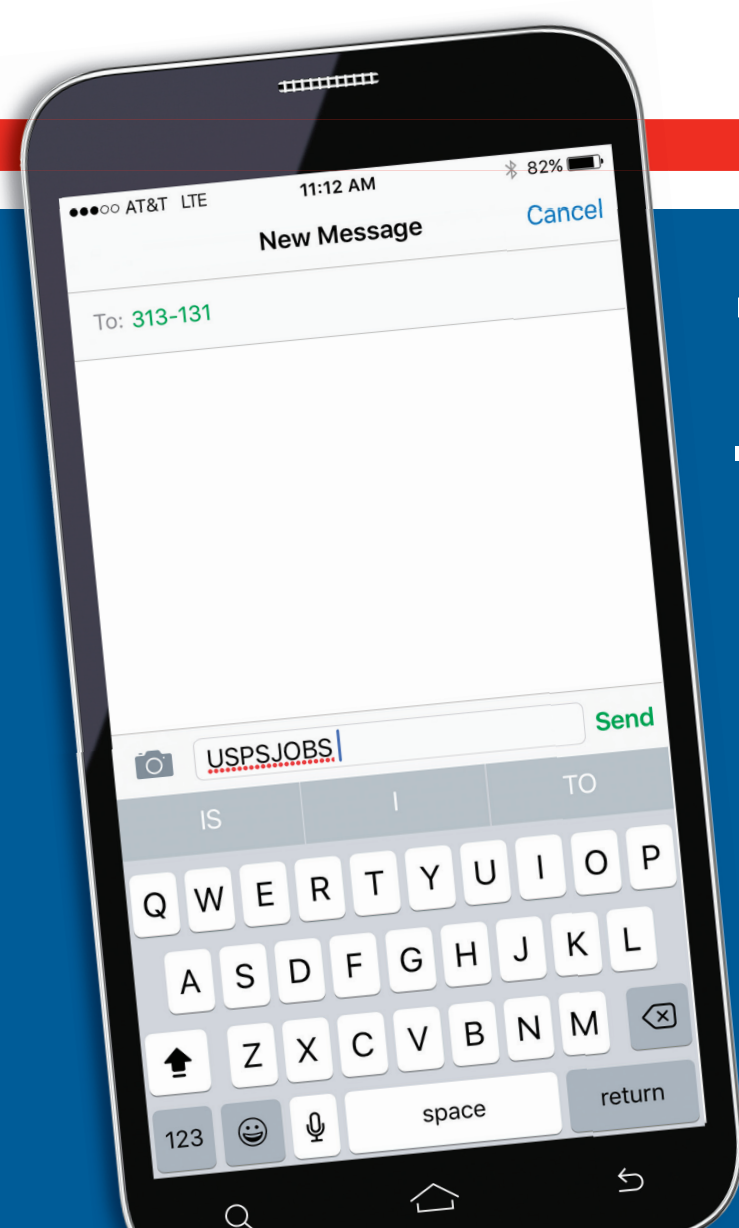 AT&T LTE 11:12 AM 82%
New Message Cancel
To: 313-131
USPSJOBS Send
IS I TO
Q W E R T Y U I O P
A S D F G H J K L
Z X C V B N M
123 space return